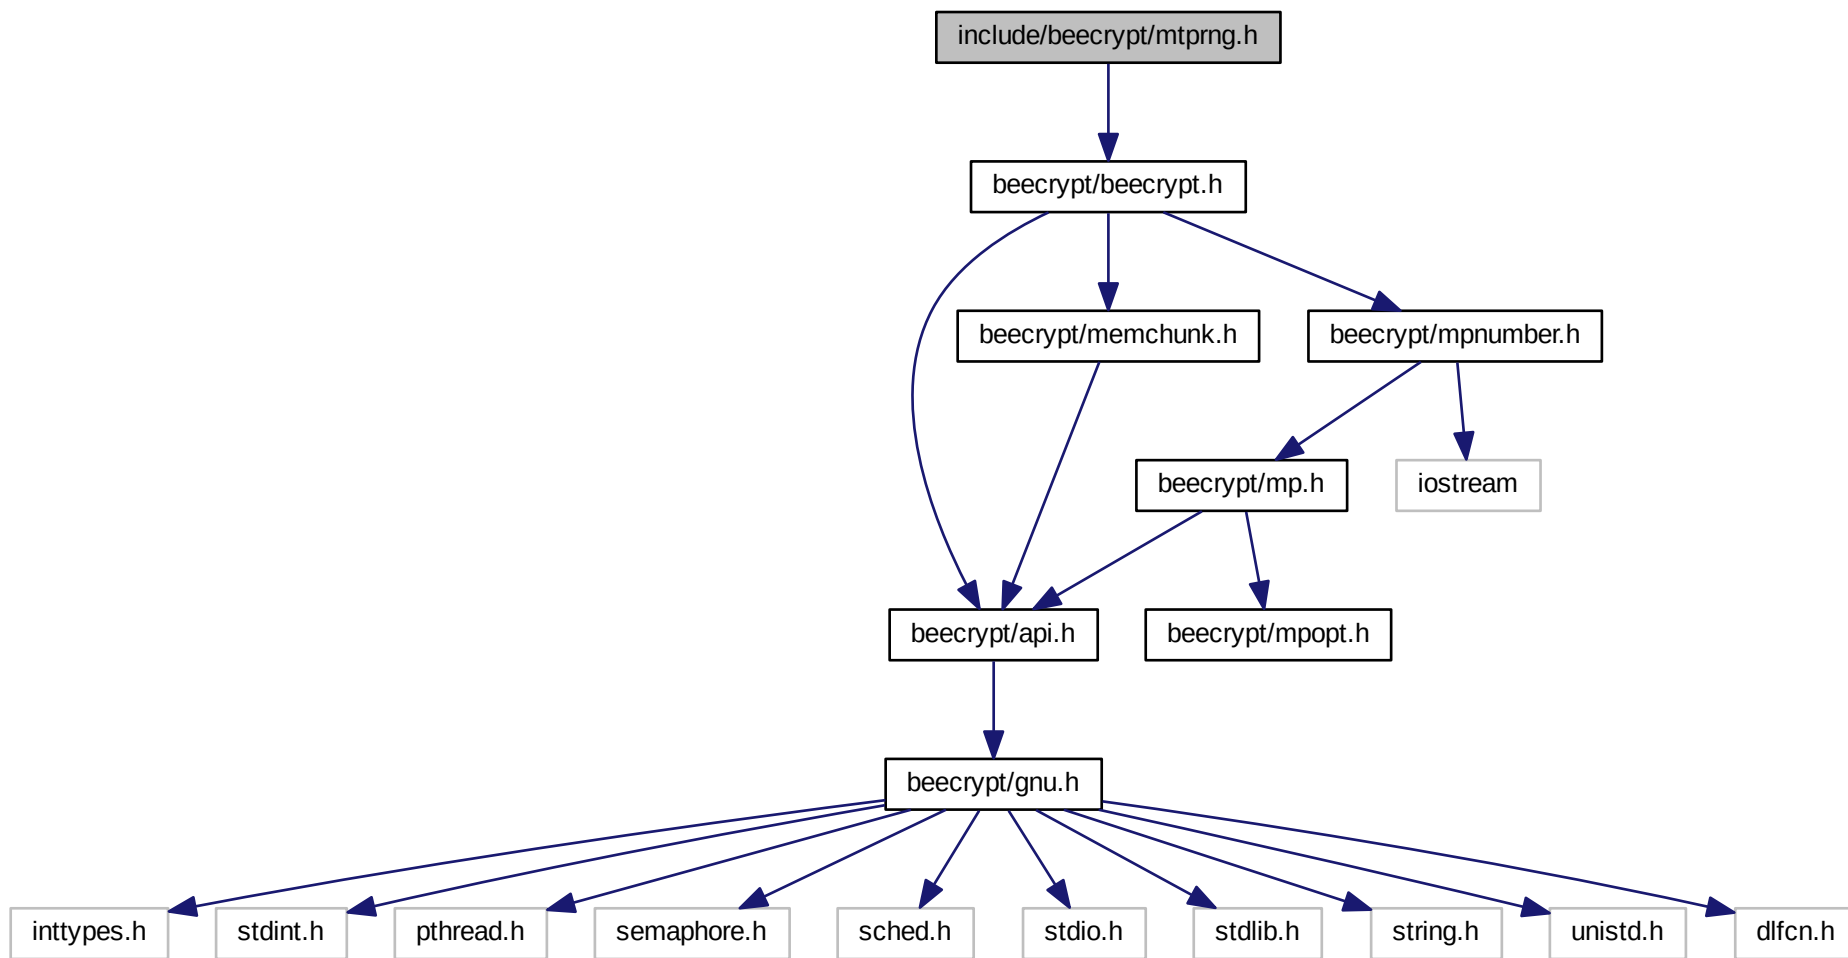 include/beecrypt/mtprng.h
beecrypt/beecrypt.h
beecrypt/memchunk.h
beecrypt/mpnumber.h
beecrypt/mp.h
iostream
beecrypt/api.h
beecrypt/mpopt.h
beecrypt/gnu.h
inttypes.h
stdint.h
pthread.h
semaphore.h
sched.h
stdio.h
stdlib.h
string.h
unistd.h
dlfcn.h